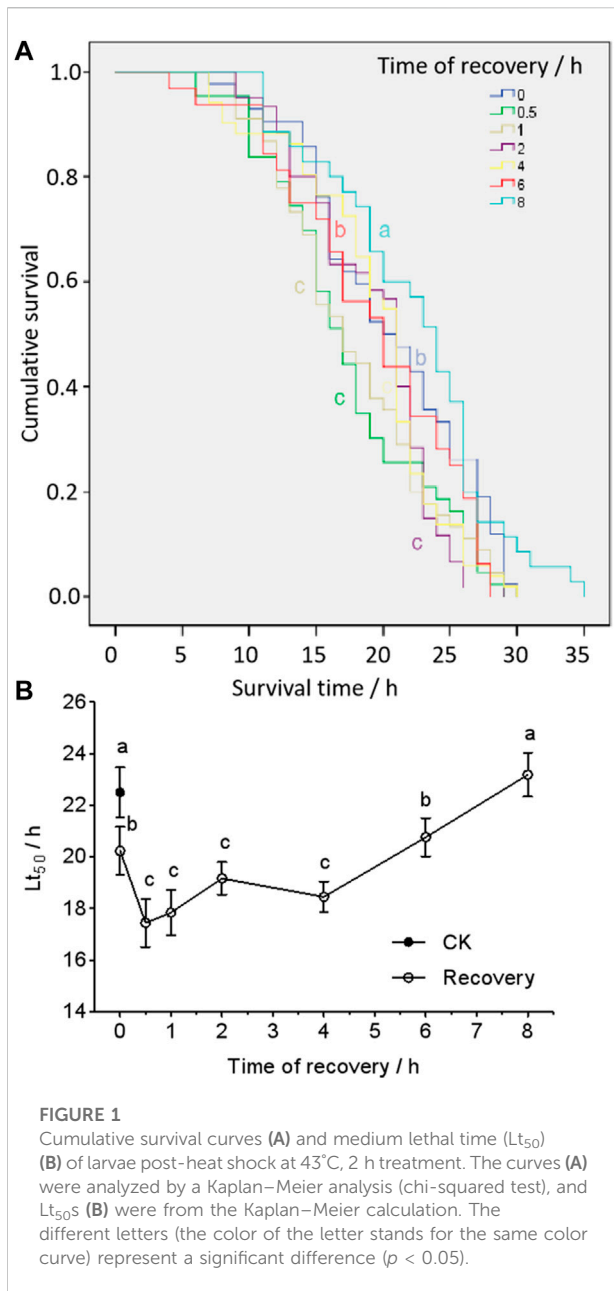 A
Time of recovery / h
0
0.5
1
2
4
6
8
1.0
0.8
0.6
0.4
0.2
0.0
Cumulative survival
a
b
c
b
c
c
0 5 10 15 20 25 30 35
Survival time / h
B
26
24
22
20
18
16
14
Lt50 / h
a
b
c
c
c
c
b
a
CK
Recovery
0 1 2 3 4 5 6 7 8
Time of recovery / h
FIGURE 1
Cumulative survival curves (A) and medium lethal time (Lt50)
(B) of larvae post-heat shock at 43°C, 2 h treatment. The curves (A)
were analyzed by a Kaplan–Meier analysis (chi-squared test), and
Lt50s (B) were from the Kaplan–Meier calculation. The
different letters (the color of the letter stands for the same color
curve) represent a significant difference (p < 0.05).